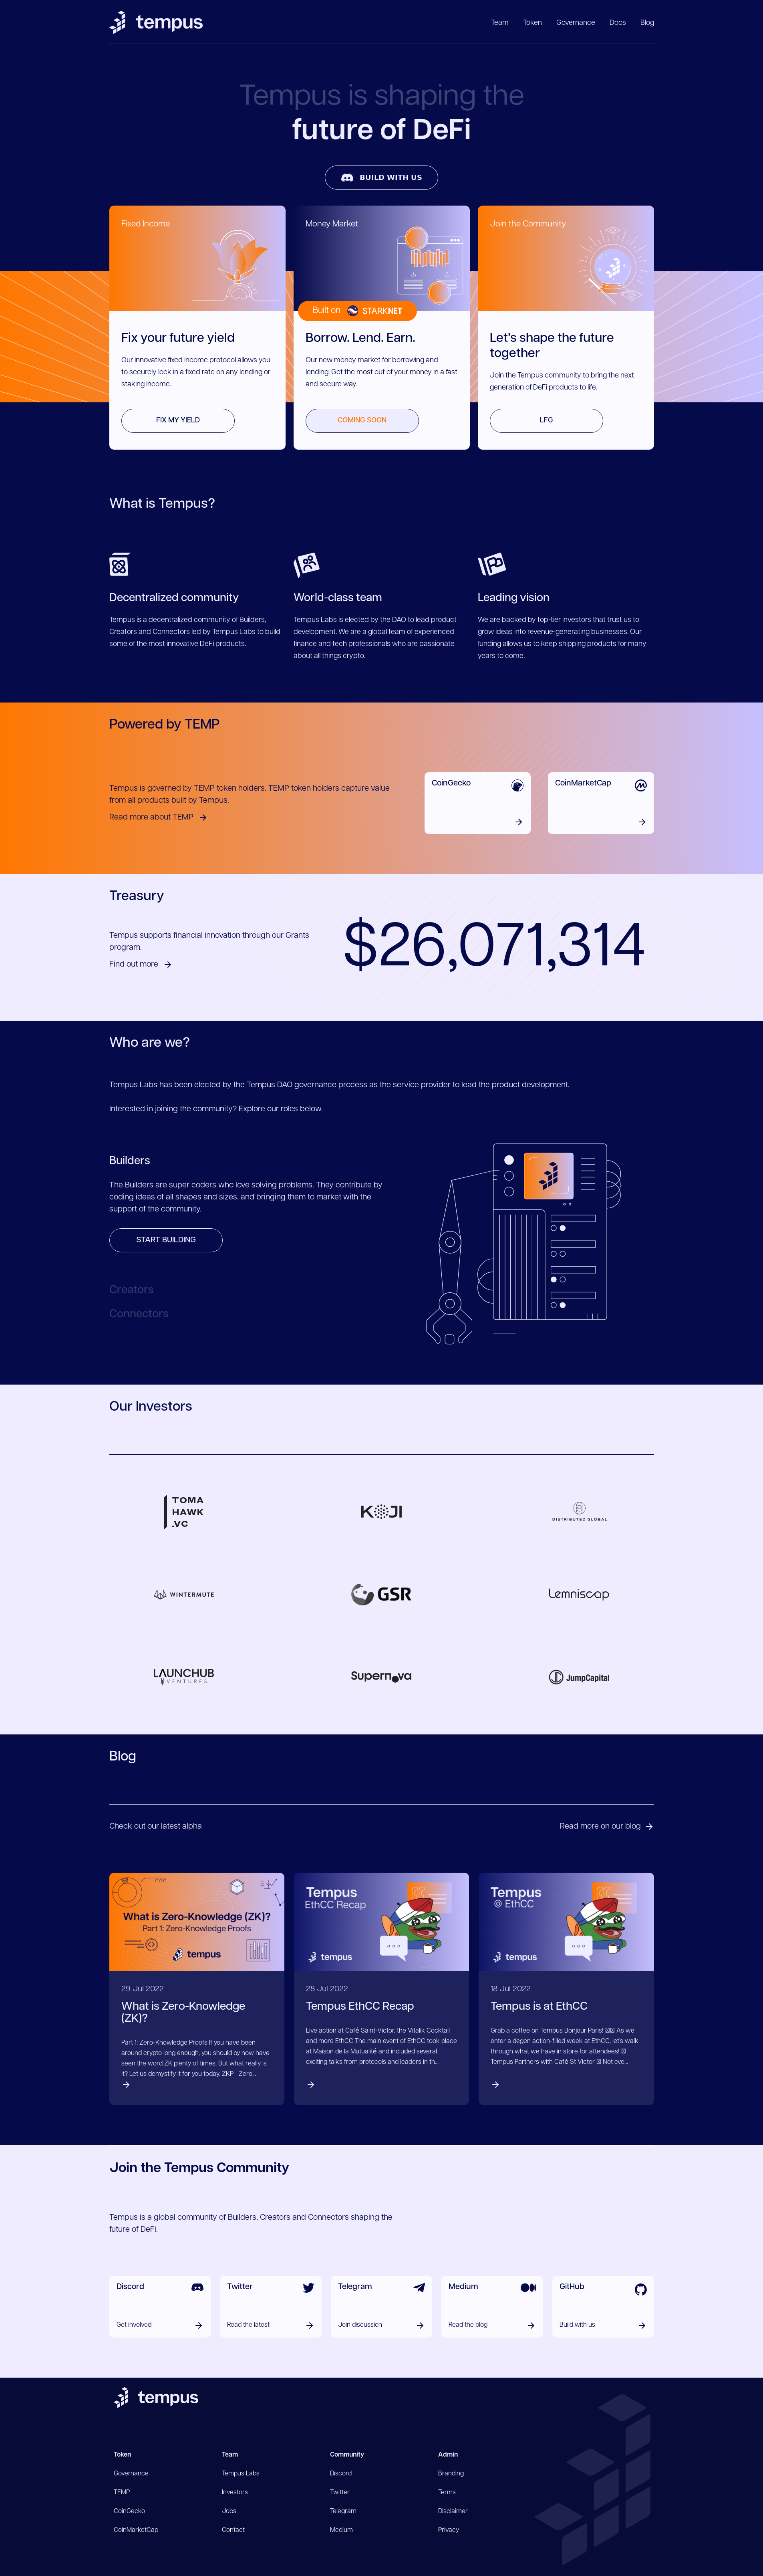 tempus
Team Token Governance Docs Blog
Tempus is shaping the
future of DeFi
BUILD WITH US
Fixed Income
Fix your future yield
Our innovative fixed income protocol allows you
to securely lock in a fixed rate on any lending or
staking income.
FIX MY YIELD
Money Market
Built on STARKNET
Borrow. Lend. Earn.
Our new money market for borrowing and
lending. Get the most out of your money in a fast
and secure way.
COMING SOON
Join the Community
Let's shape the future
together
Join the Tempus community to bring the next
generation of DeFi products to life.
LFG
What is Tempus?
Decentralized community
Tempus is a decentralized community of Builders,
Creators and Connectors led by Tempus Labs to build
some of the most innovative DeFi products.
World-class team
Tempus Labs is elected by the DAO to lead product
development. We are a global team of experienced
finance and tech professionals who are passionate
about all things crypto.
Leading vision
We are backed by top-tier investors that trust us to
grow ideas into revenue-generating businesses. Our
funding allows us to keep shipping products for many
years to come.
Powered by TEMP
Tempus is governed by TEMP token holders. TEMP token holders capture value
from all products built by Tempus.
Read more about TEMP
CoinGecko
CoinMarketCap
Treasury
Tempus supports financial innovation through our Grants
program.
Find out more
$26,071,314
Who are we?
Tempus Labs has been elected by the Tempus DAO governance process as the service provider to lead the product development.
Interested in joining the community? Explore our roles below.
Builders
The Builders are super coders who love solving problems. They contribute by
coding ideas of all shapes and sizes, and bringing them to market with the
support of the community.
START BUILDING
Creators
Connectors
Our Investors
TOMA
HAWK
.VC
KOJI
DISTRIBUTED GLOBAL
WINTERMUTE
GSR
Lemniscap
LAUNCHUB
VENTURES
Supernova
JumpCapital
Blog
Check out our latest alpha
Read more on our blog
What is Zero-Knowledge (ZK)?
Part 1: Zero-Knowledge Proofs
tempus
29 Jul 2022
What is Zero-Knowledge
(ZK)?
Part 1: Zero-Knowledge Proofs If you have been
around crypto long enough, you should by now have
seen the word ZK plenty of times. But what really is
it? Let us demystify it for you today. ZKP — Zero...
Tempus
EthCC Recap
tempus
28 Jul 2022
Tempus EthCC Recap
Live action at Café Saint-Victor, the Vitalik Cocktail
and more EthCC The main event of EthCC took place
at Maison de la Mutualité and included several
exciting talks from protocols and leaders in th...
Tempus
@ EthCC
tempus
18 Jul 2022
Tempus is at EthCC
Grab a coffee on Tempus Bonjour Paris! As we
enter a degen action-filled week at EthCC, let's walk
through what we have in store for attendees!
Tempus Partners with Café St Victor Not eve...
Join the Tempus Community
Tempus is a global community of Builders, Creators and Connectors shaping the
future of DeFi.
Discord
Get involved
Twitter
Read the latest
Telegram
Join discussion
Medium
Read the blog
GitHub
Build with us
tempus
Token
Governance
TEMP
CoinGecko
CoinMarketCap
Team
Tempus Labs
Investors
Jobs
Contact
Community
Discord
Twitter
Telegram
Medium
Admin
Branding
Terms
Disclaimer
Privacy